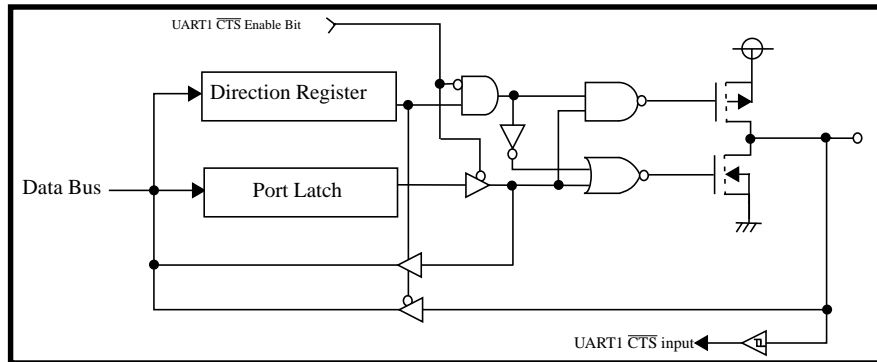 UART1 CTS Enable Bit
Direction Register
Data Bus
Port Latch
UART1 CTS input